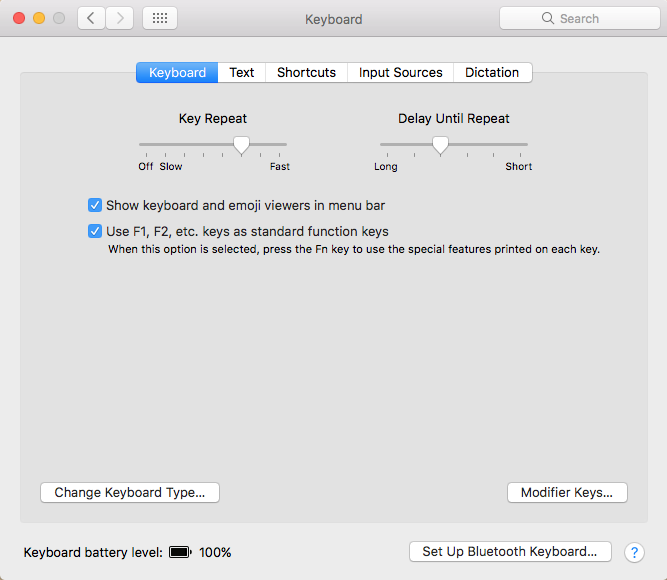 Keyboard
Search
Keyboard Text Shortcuts Input Sources Dictation
Key Repeat Delay Until Repeat
Off Slow Fast Long Short
Show keyboard and emoji viewers in menu bar
Use F1, F2, etc. keys as standard function keys
When this option is selected, press the Fn key to use the special features printed on each key.
Change Keyboard Type... Modifier Keys...
Keyboard battery level: 100% Set Up Bluetooth Keyboard... ?